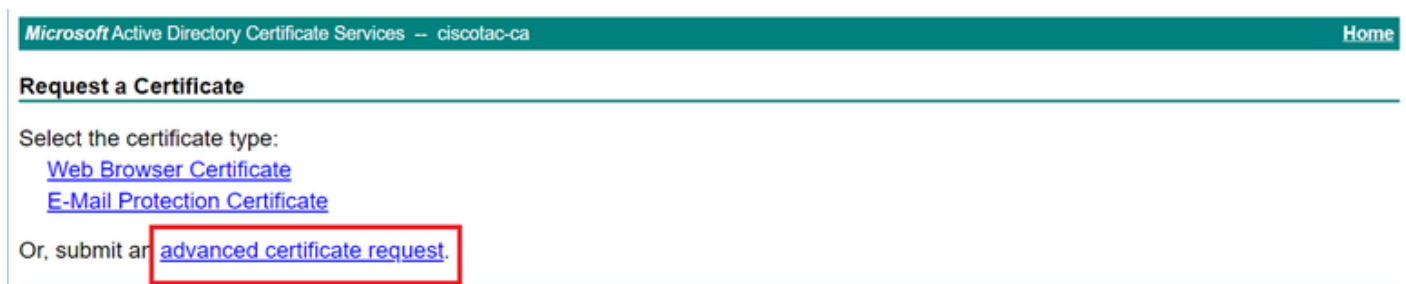 Microsoft Active Directory Certificate Services -- ciscotac-ca Home
Request a Certificate
Select the certificate type:
Web Browser Certificate
E-Mail Protection Certificate
Or, submit an advanced certificate request.